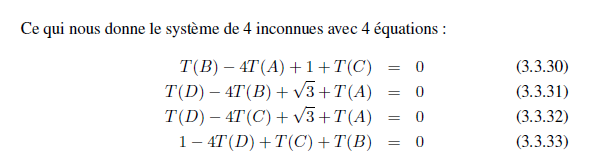 Ce qui nous donne le système de 4 inconnues avec 4 équations :
T(B) − 4T(A) + 1 + T(C) = 0 (3.3.30)
T(D) − 4T(B) + √3 + T(A) = 0 (3.3.31)
T(D) − 4T(C) + √3 + T(A) = 0 (3.3.32)
1 − 4T(D) + T(C) + T(B) = 0 (3.3.33)